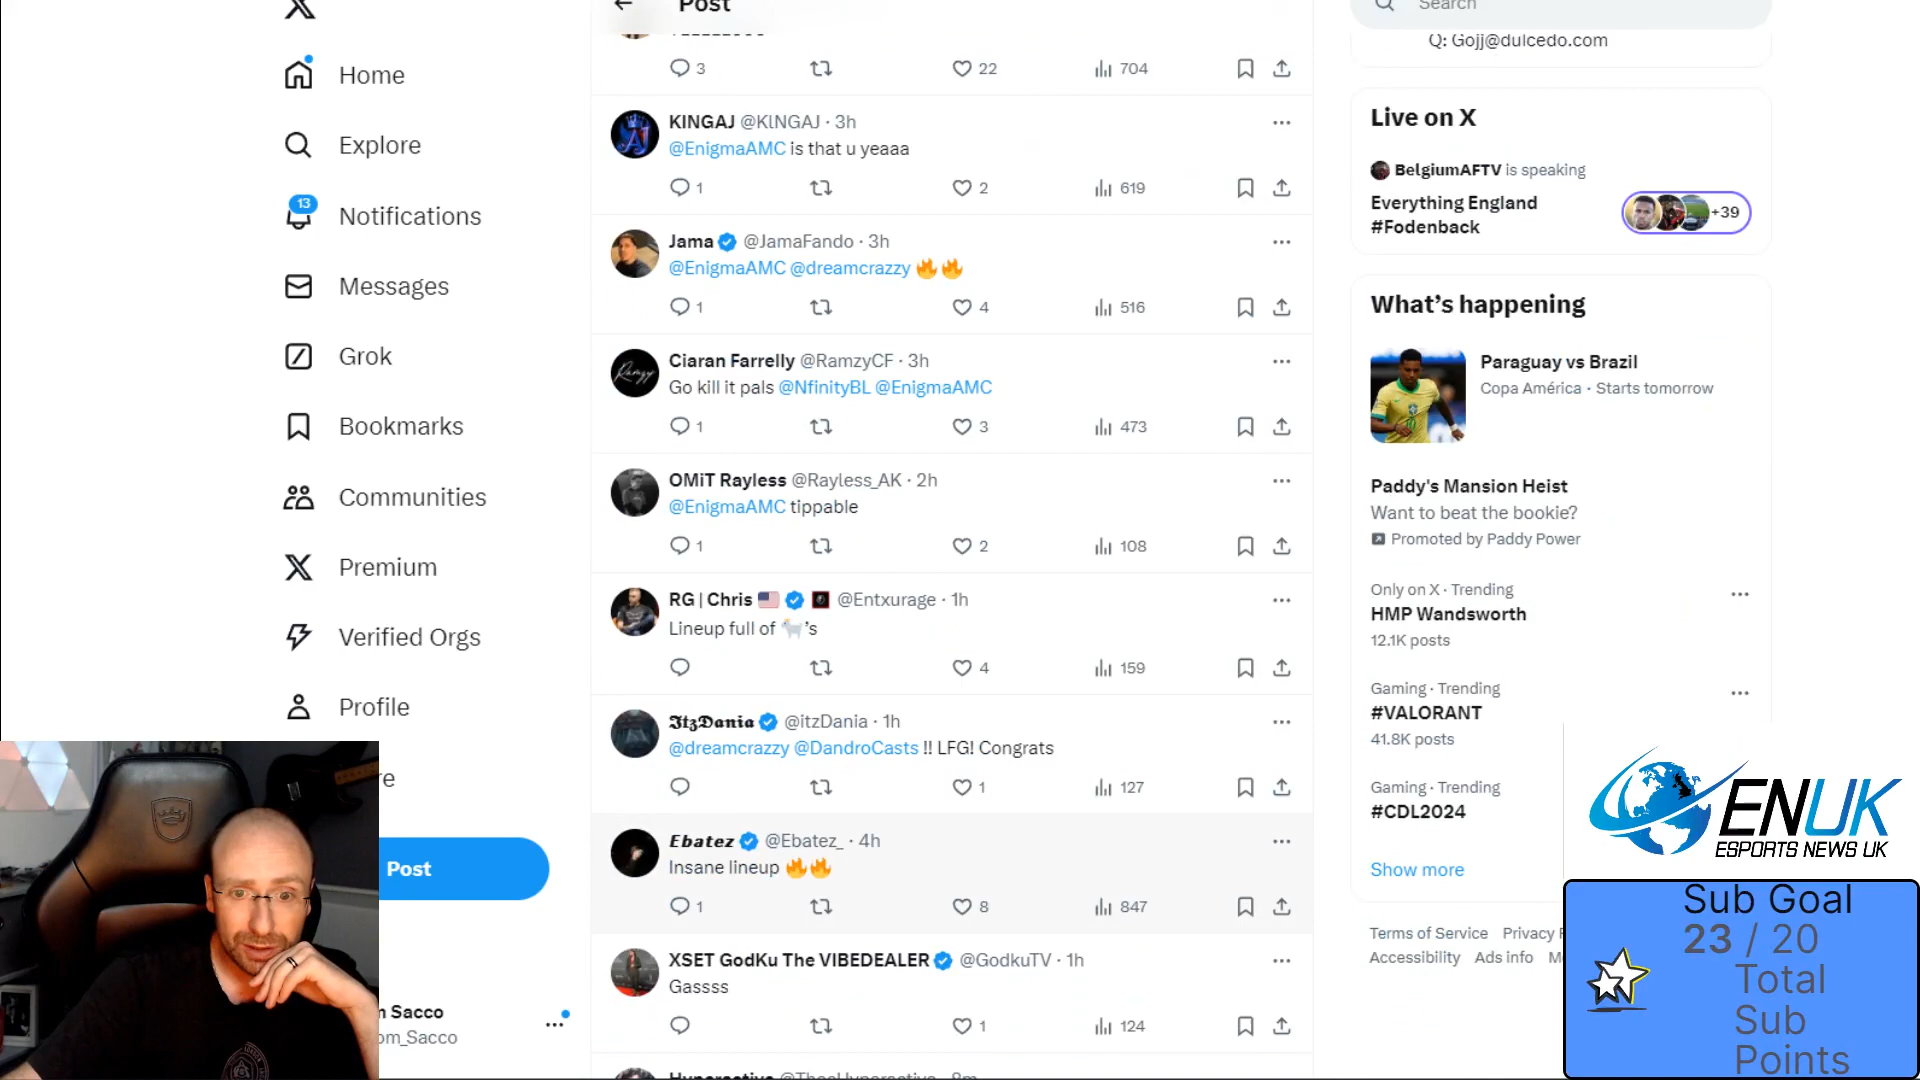 Post
Search
Q: Gojj@dulcedo.com
Home
Explore
13
Notifications
Messages
Grok
Bookmarks
Communities
Premium
Verified Orgs
Profile
re
Post
m Sacco
om_Sacco
3 22 704
KINGAJ @KlNGAJ · 3h
@EnigmaAMC is that u yeaaa
1 2 619
Jama @JamaFando · 3h
@EnigmaAMC @dreamcrazzy 🔥🔥
1 4 516
Ciaran Farrelly @RamzyCF · 3h
Go kill it pals @NfinityBL @EnigmaAMC
1 3 473
OMiT Rayless @Rayless_AK · 2h
@EnigmaAMC tippable
1 2 108
RG | Chris 🇺🇸 @Entxurage · 1h
Lineup full of 🐐's
4 159
𝕴𝖙𝖟𝕯𝖆𝖓𝖎𝖆 @itzDania · 1h
@dreamcrazzy @DandroCasts !! LFG! Congrats
1 127
Ebatez @Ebatez_ · 4h
Insane lineup 🔥🔥
1 8 847
XSET GodKu The VIBEDEALER @GodkuTV · 1h
Gassss
1 124
Live on X
BelgiumAFTV is speaking
Everything England
#Fodenback
+39
What's happening
Paraguay vs Brazil
Copa América · Starts tomorrow
Paddy's Mansion Heist
Want to beat the bookie?
Promoted by Paddy Power
Only on X · Trending
HMP Wandsworth
12.1K posts
Gaming · Trending
#VALORANT
41.8K posts
Gaming · Trending
#CDL2024
Show more
Terms of Service Privacy
Accessibility Ads info
ENUK
ESPORTS NEWS UK
Sub Goal
23 / 20
Total
Sub
Points